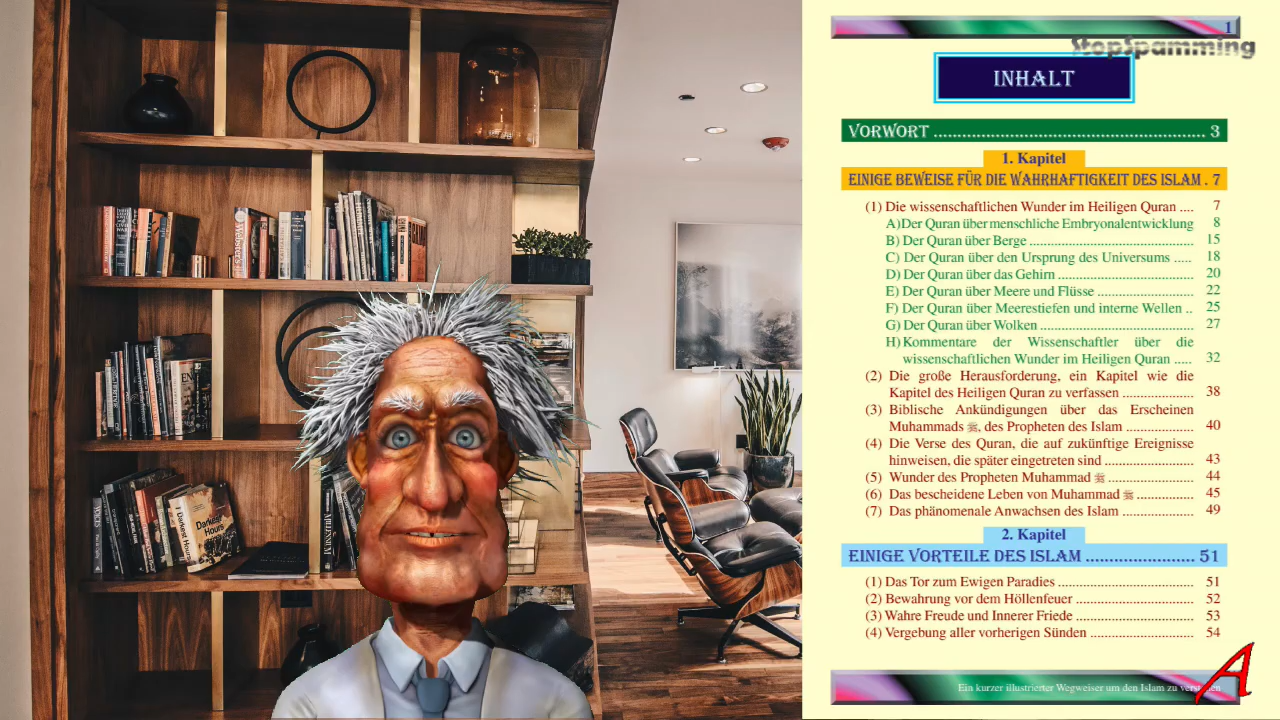 1
StopSpamming
INHALT
VORWORT ........................................................ 3
1. Kapitel
EINIGE BEWEISE FÜR DIE WAHRHAFTIGKEIT DES ISLAM . 7
(1) Die wissenschaftlichen Wunder im Heiligen Quran .... 7
A)Der Quran über menschliche Embryonalentwicklung 8
B) Der Quran über Berge ............................................ 15
C) Der Quran über den Ursprung des Universums ..... 18
D) Der Quran über das Gehirn ..................................... 20
E) Der Quran über Meere und Flüsse .......................... 22
F) Der Quran über Meerestiefen und interne Wellen .. 25
G) Der Quran über Wolken ......................................... 27
H) Kommentare der Wissenschaftler über die
wissenschaftlichen Wunder im Heiligen Quran ..... 32
(2) Die große Herausforderung, ein Kapitel wie die
Kapitel des Heiligen Quran zu verfassen .................... 38
(3) Biblische Ankündigungen über das Erscheinen
Muhammads ﷺ, des Propheten des Islam .................. 40
(4) Die Verse des Quran, die auf zukünftige Ereignisse
hinweisen, die später eingetreten sind ........................ 43
(5) Wunder des Propheten Muhammad ﷺ ....................... 44
(6) Das bescheidene Leben von Muhammad ﷺ ............... 45
(7) Das phänomenale Anwachsen des Islam ................... 49
2. Kapitel
EINIGE VORTEILE DES ISLAM ....................... 51
(1) Das Tor zum Ewigen Paradies .................................... 51
(2) Bewahrung vor dem Höllenfeuer ............................... 52
(3) Wahre Freude und Innerer Friede ................................ 53
(4) Vergebung aller vorherigen Sünden ............................ 54
Ein kurzer illustrierter Wegweiser um den Islam zu
A
Darkest
Hours